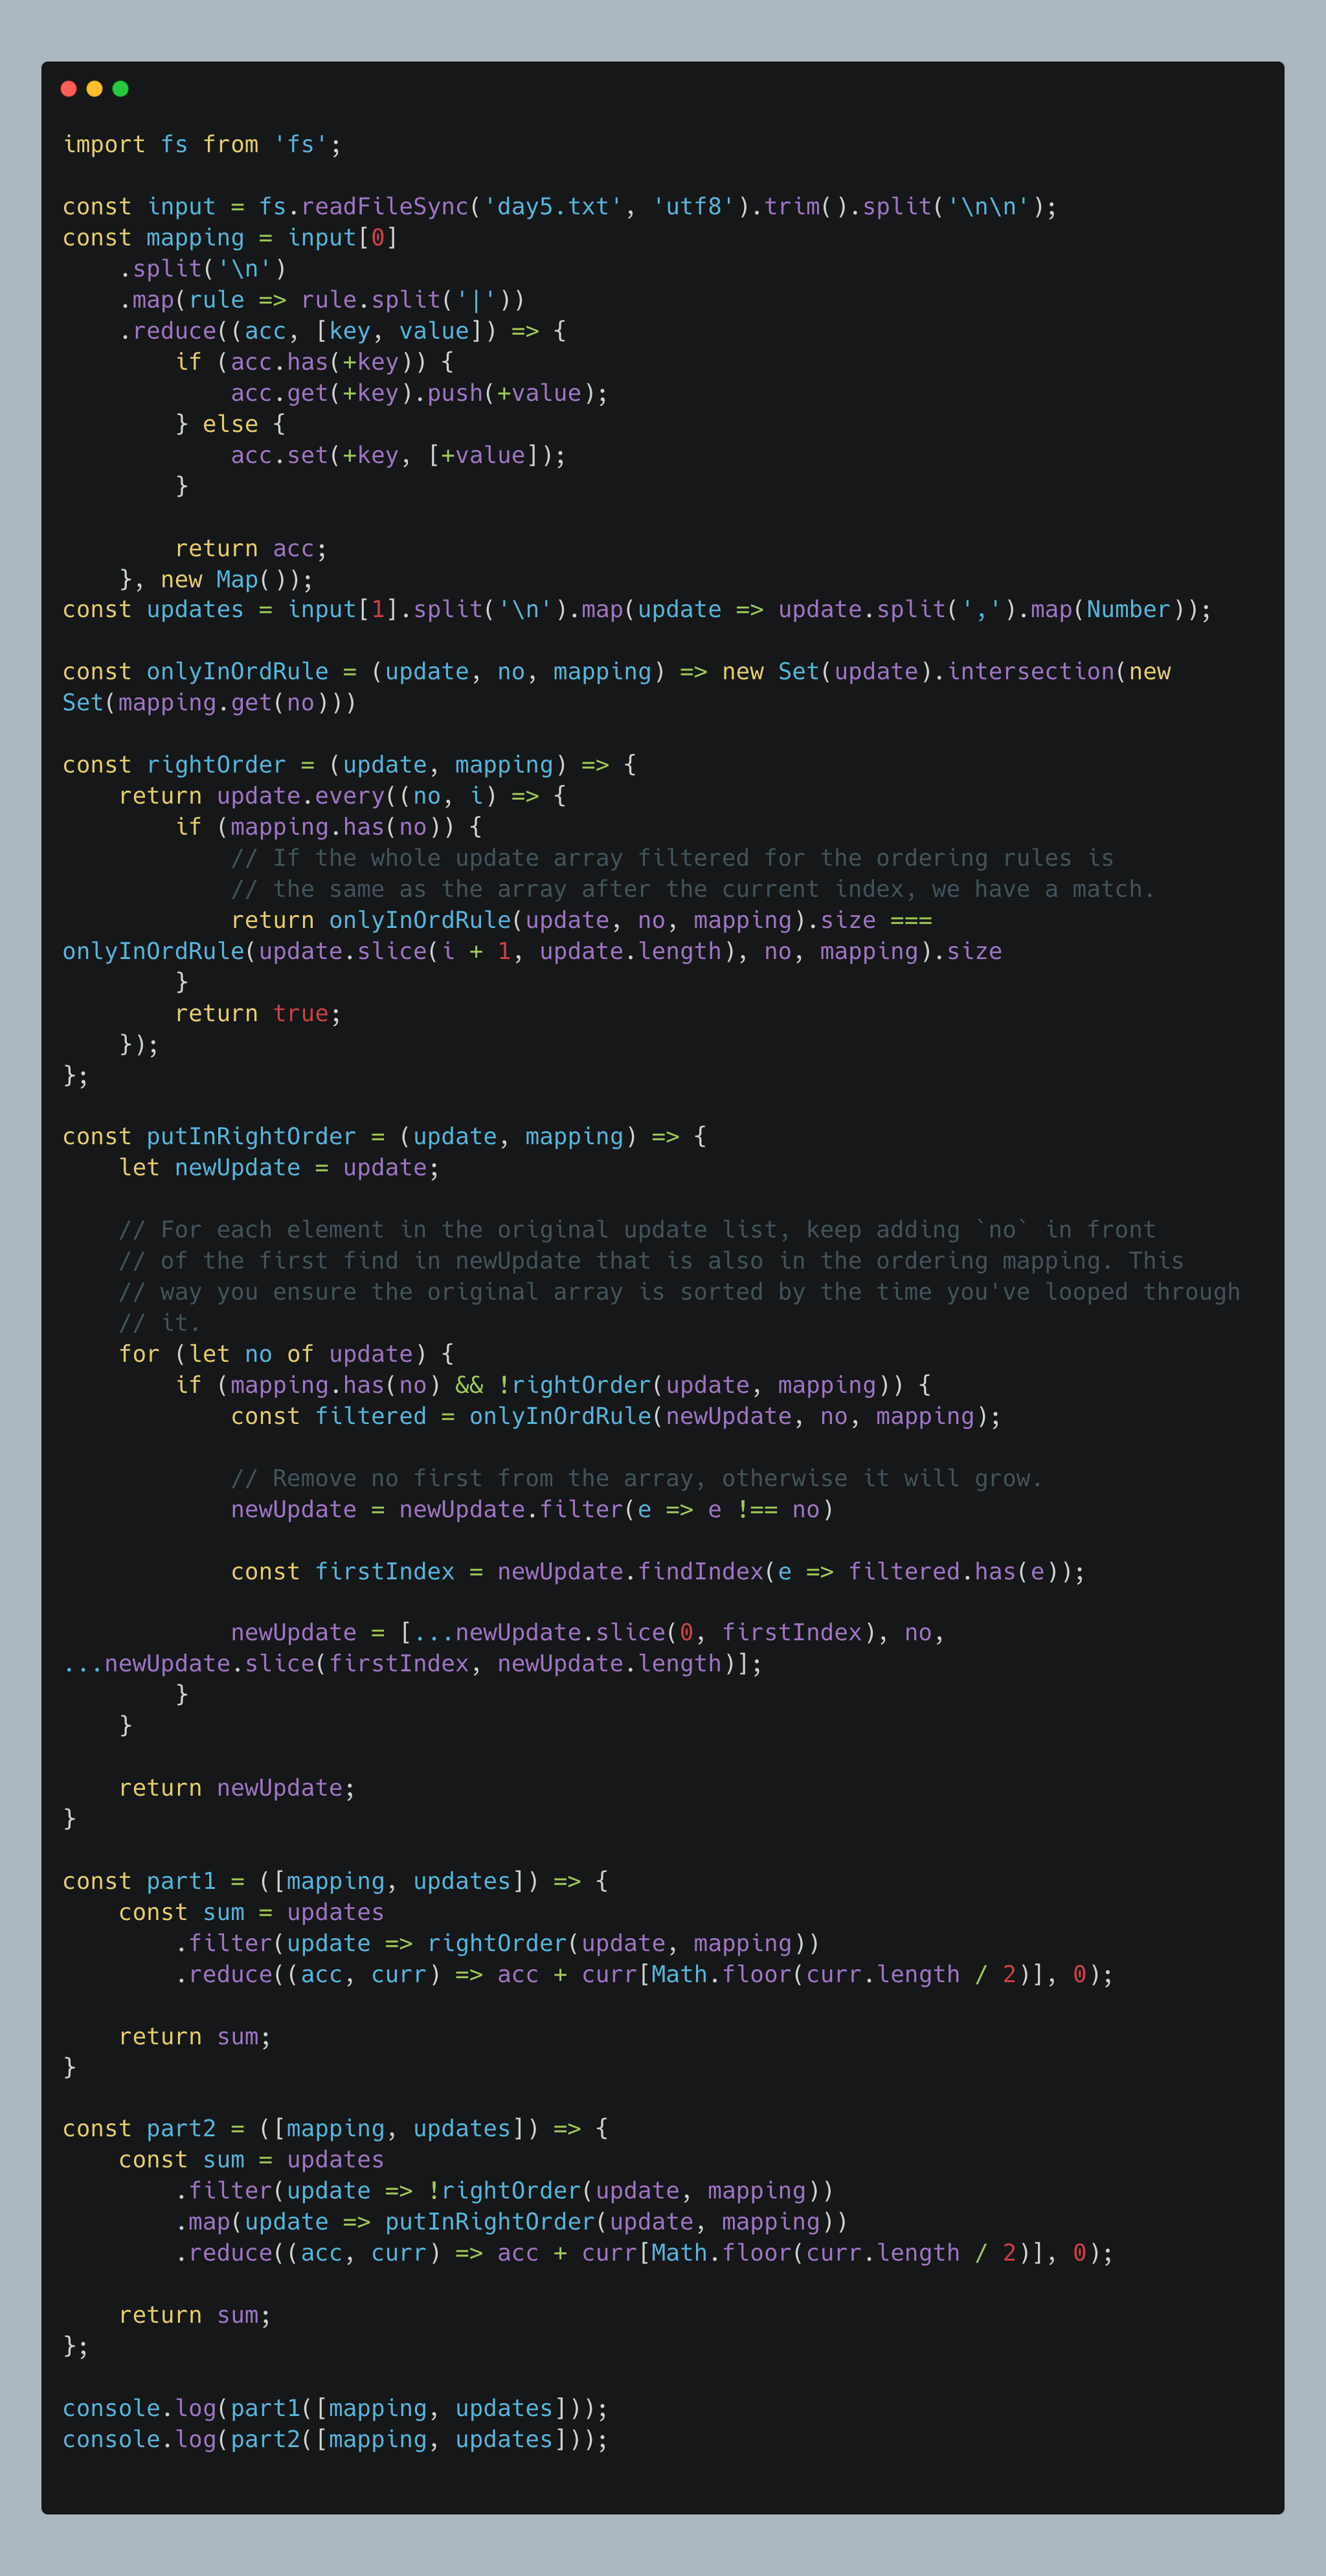 import fs from 'fs';

const input = fs.readFileSync('day5.txt', 'utf8').trim().split('\n\n');
const mapping = input[0]
    .split('\n')
    .map(rule => rule.split('|'))
    .reduce((acc, [key, value]) => {
        if (acc.has(+key)) {
            acc.get(+key).push(+value);
        } else {
            acc.set(+key, [+value]);
        }

        return acc;
    }, new Map());
const updates = input[1].split('\n').map(update => update.split(',').map(Number));

const onlyInOrdRule = (update, no, mapping) => new Set(update).intersection(new
Set(mapping.get(no)))

const rightOrder = (update, mapping) => {
    return update.every((no, i) => {
        if (mapping.has(no)) {
            // If the whole update array filtered for the ordering rules is
            // the same as the array after the current index, we have a match.
            return onlyInOrdRule(update, no, mapping).size ===
onlyInOrdRule(update.slice(i + 1, update.length), no, mapping).size
        }
        return true;
    });
};

const putInRightOrder = (update, mapping) => {
    let newUpdate = update;

    // For each element in the original update list, keep adding `no` in front
    // of the first find in newUpdate that is also in the ordering mapping. This
    // way you ensure the original array is sorted by the time you've looped through
    // it.
    for (let no of update) {
        if (mapping.has(no) && !rightOrder(update, mapping)) {
            const filtered = onlyInOrdRule(newUpdate, no, mapping);

            // Remove no first from the array, otherwise it will grow.
            newUpdate = newUpdate.filter(e => e !== no)

            const firstIndex = newUpdate.findIndex(e => filtered.has(e));

            newUpdate = [...newUpdate.slice(0, firstIndex), no,
...newUpdate.slice(firstIndex, newUpdate.length)];
        }
    }

    return newUpdate;
}

const part1 = ([mapping, updates]) => {
    const sum = updates
        .filter(update => rightOrder(update, mapping))
        .reduce((acc, curr) => acc + curr[Math.floor(curr.length / 2)], 0);

    return sum;
}

const part2 = ([mapping, updates]) => {
    const sum = updates
        .filter(update => !rightOrder(update, mapping))
        .map(update => putInRightOrder(update, mapping))
        .reduce((acc, curr) => acc + curr[Math.floor(curr.length / 2)], 0);

    return sum;
};

console.log(part1([mapping, updates]));
console.log(part2([mapping, updates]));